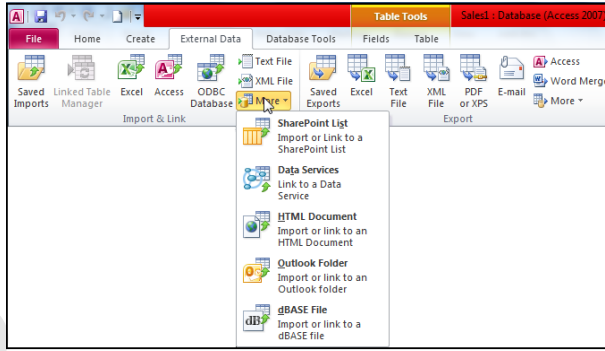 Table Tools Sales1 : Database (Access 2007)
File Home Create External Data Database Tools Fields Table
Saved Imports
Linked Table Manager
Excel
Access
ODBC Database
Text File
XML File
More
Saved Exports
Excel
Text File
XML File
PDF or XPS
E-mail
Access
Word Merge
More
Import & Link
Export
SharePoint List
Import or Link to a
SharePoint List
Data Services
Link to a Data
Service
HTML Document
Import or link to an
HTML Document
Outlook Folder
Import or link to an
Outlook folder
dBASE File
Import or link to a
dBASE file